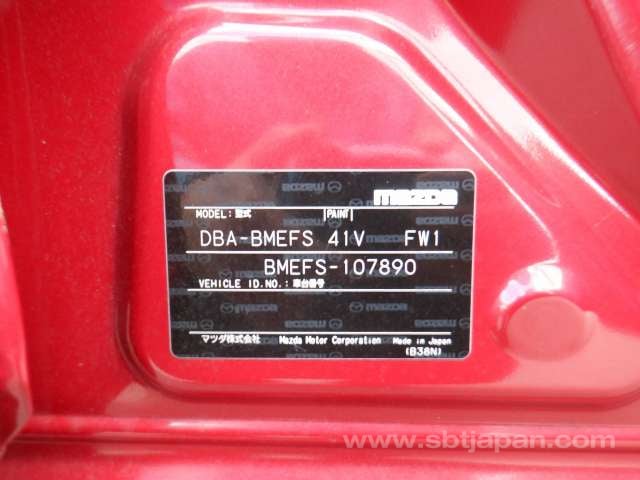 mazda
MODEL: 型式 PAINT
DBA-BMEFS 41V FW1
BMEFS-107890
VEHICLE ID.NO.: 車台番号
マツダ株式会社 Mazda Motor Corporation Made in Japan
(B38N)
www.sbtjapan.com